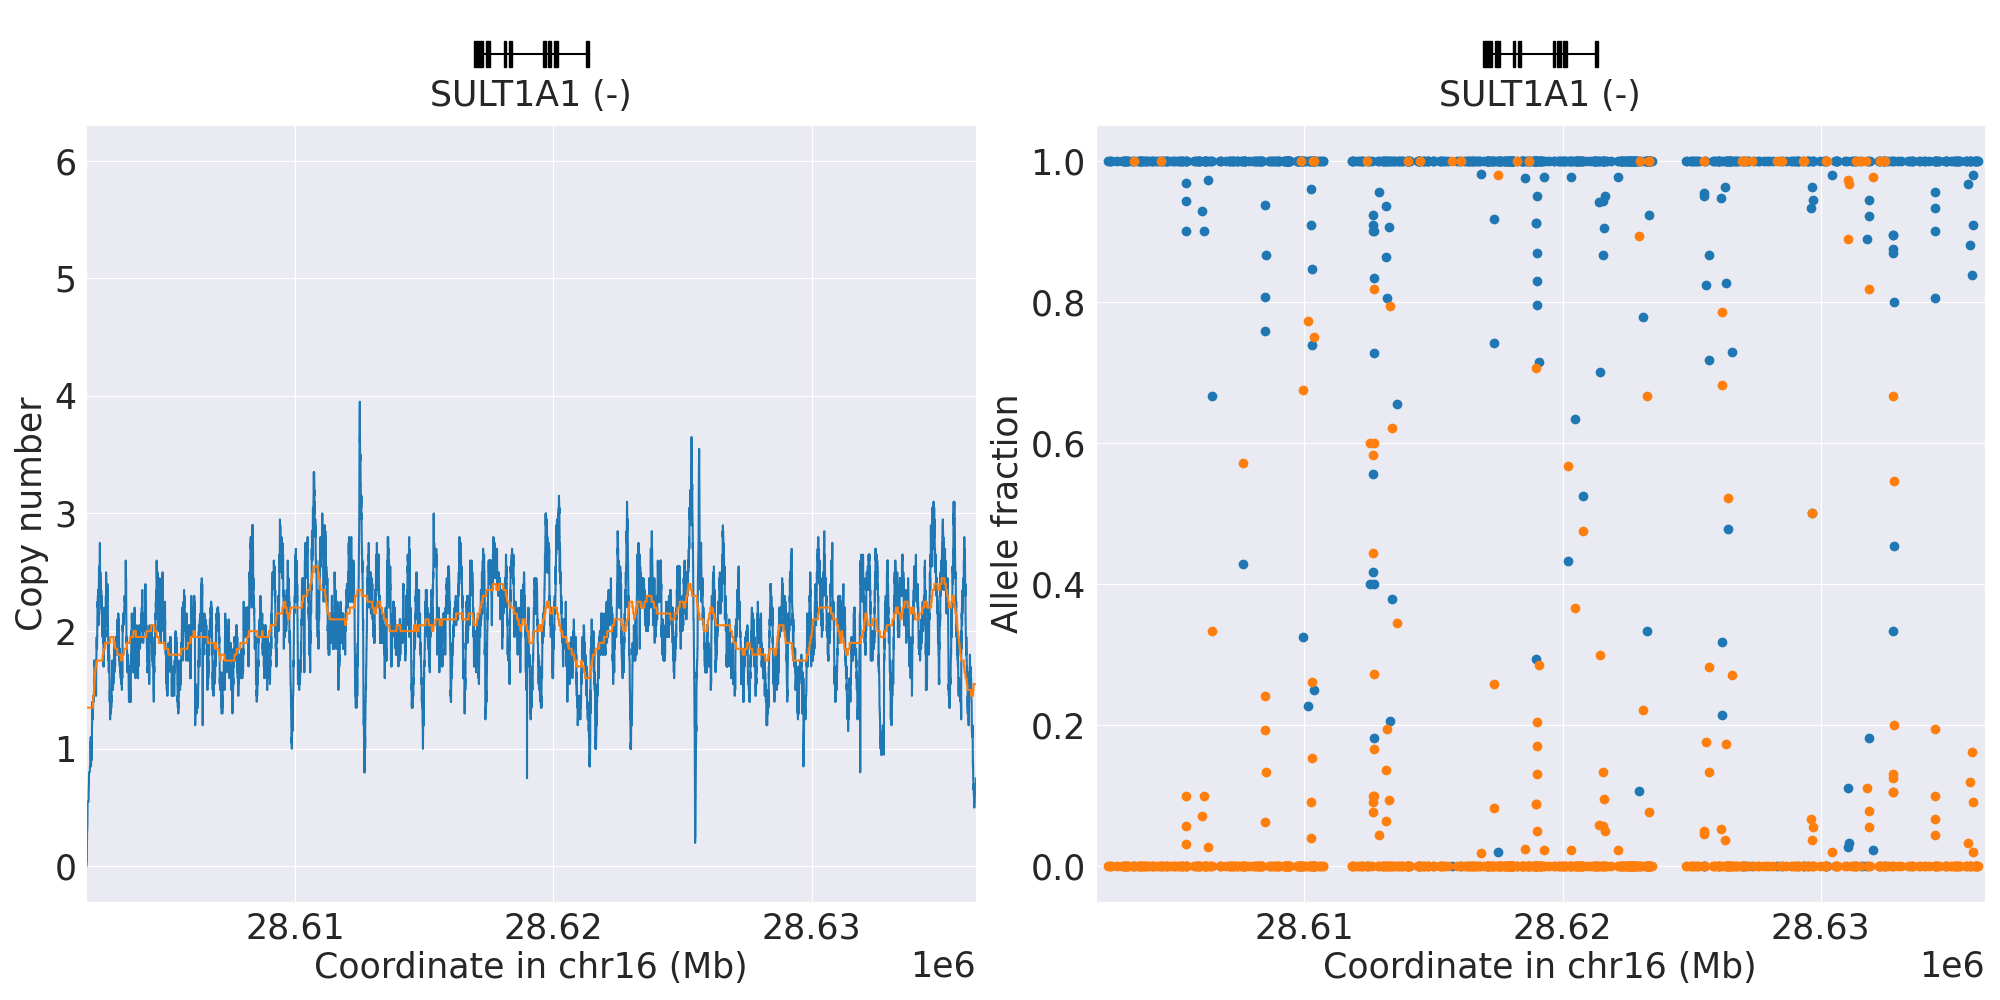 SULT1A1 (-)
6
5
4
3
2
1
0
Copy number
28.61
28.62
28.63
Coordinate in chr16 (Mb)
1e6
SULT1A1 (-)
1.0
0.8
0.6
0.4
0.2
0.0
Allele fraction
28.61
28.62
28.63
Coordinate in chr16 (Mb)
1e6